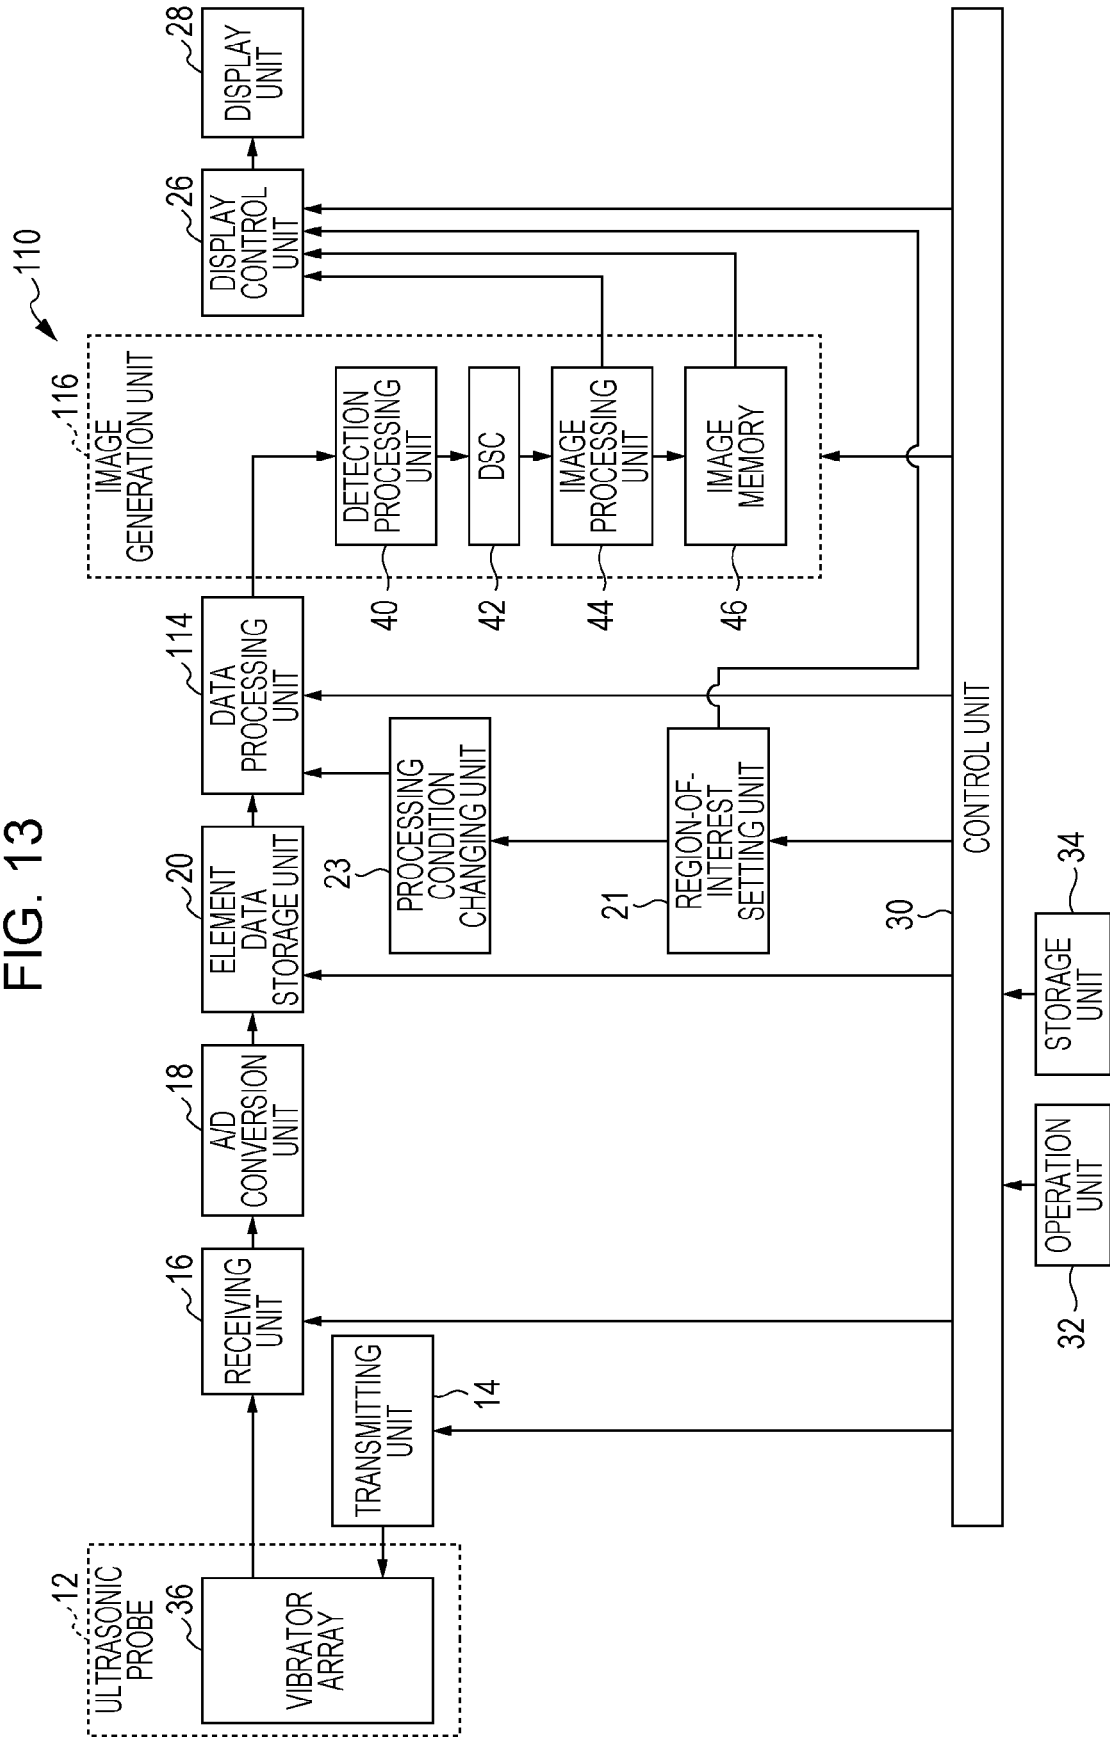 FIG. 13
110
12
ULTRASONIC
PROBE
36
VIBRATOR
ARRAY
TRANSMITTING
UNIT
14
16
RECEIVING
UNIT
18
A/D
CONVERSION
UNIT
20
ELEMENT
DATA
STORAGE UNIT
114
DATA
PROCESSING
UNIT
23
PROCESSING
CONDITION
CHANGING UNIT
21
REGION-OF-
INTEREST
SETTING UNIT
116
IMAGE
GENERATION UNIT
40
DETECTION
PROCESSING
UNIT
42
DSC
44
IMAGE
PROCESSING
UNIT
46
IMAGE
MEMORY
26
DISPLAY
CONTROL
UNIT
28
DISPLAY
UNIT
30
CONTROL UNIT
32
OPERATION
UNIT
34
STORAGE
UNIT